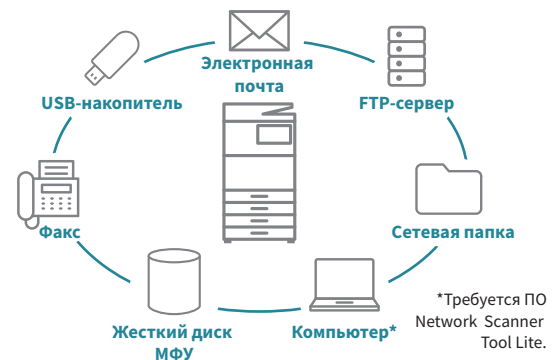 Электронная
почта
USB-накопитель
FTP-сервер
Факс
Сетевая папка
Жесткий диск
МФУ
Компьютер*
*Требуется ПО
Network Scanner
Tool Lite.